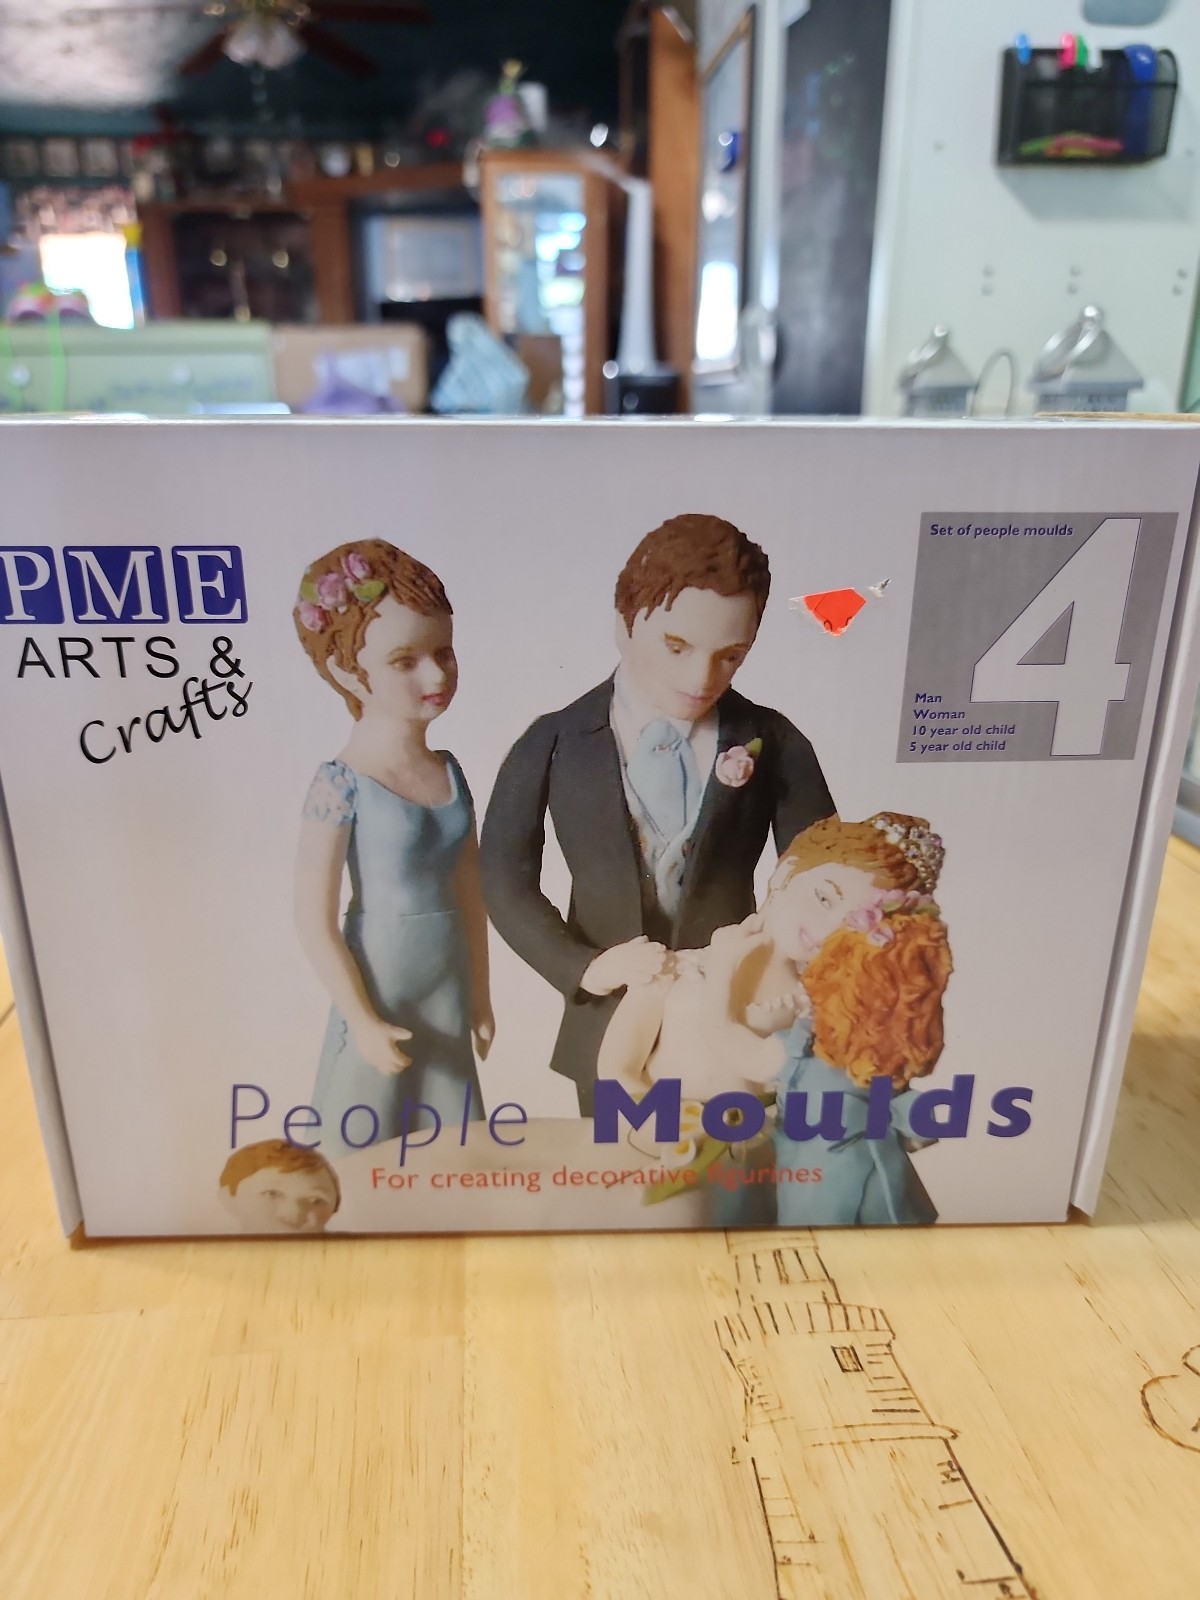 PME
ARTS &
Crafts
Set of people moulds
4
Man
Woman
10 year old child
5 year old child
People Moulds
For creating decorative figurines